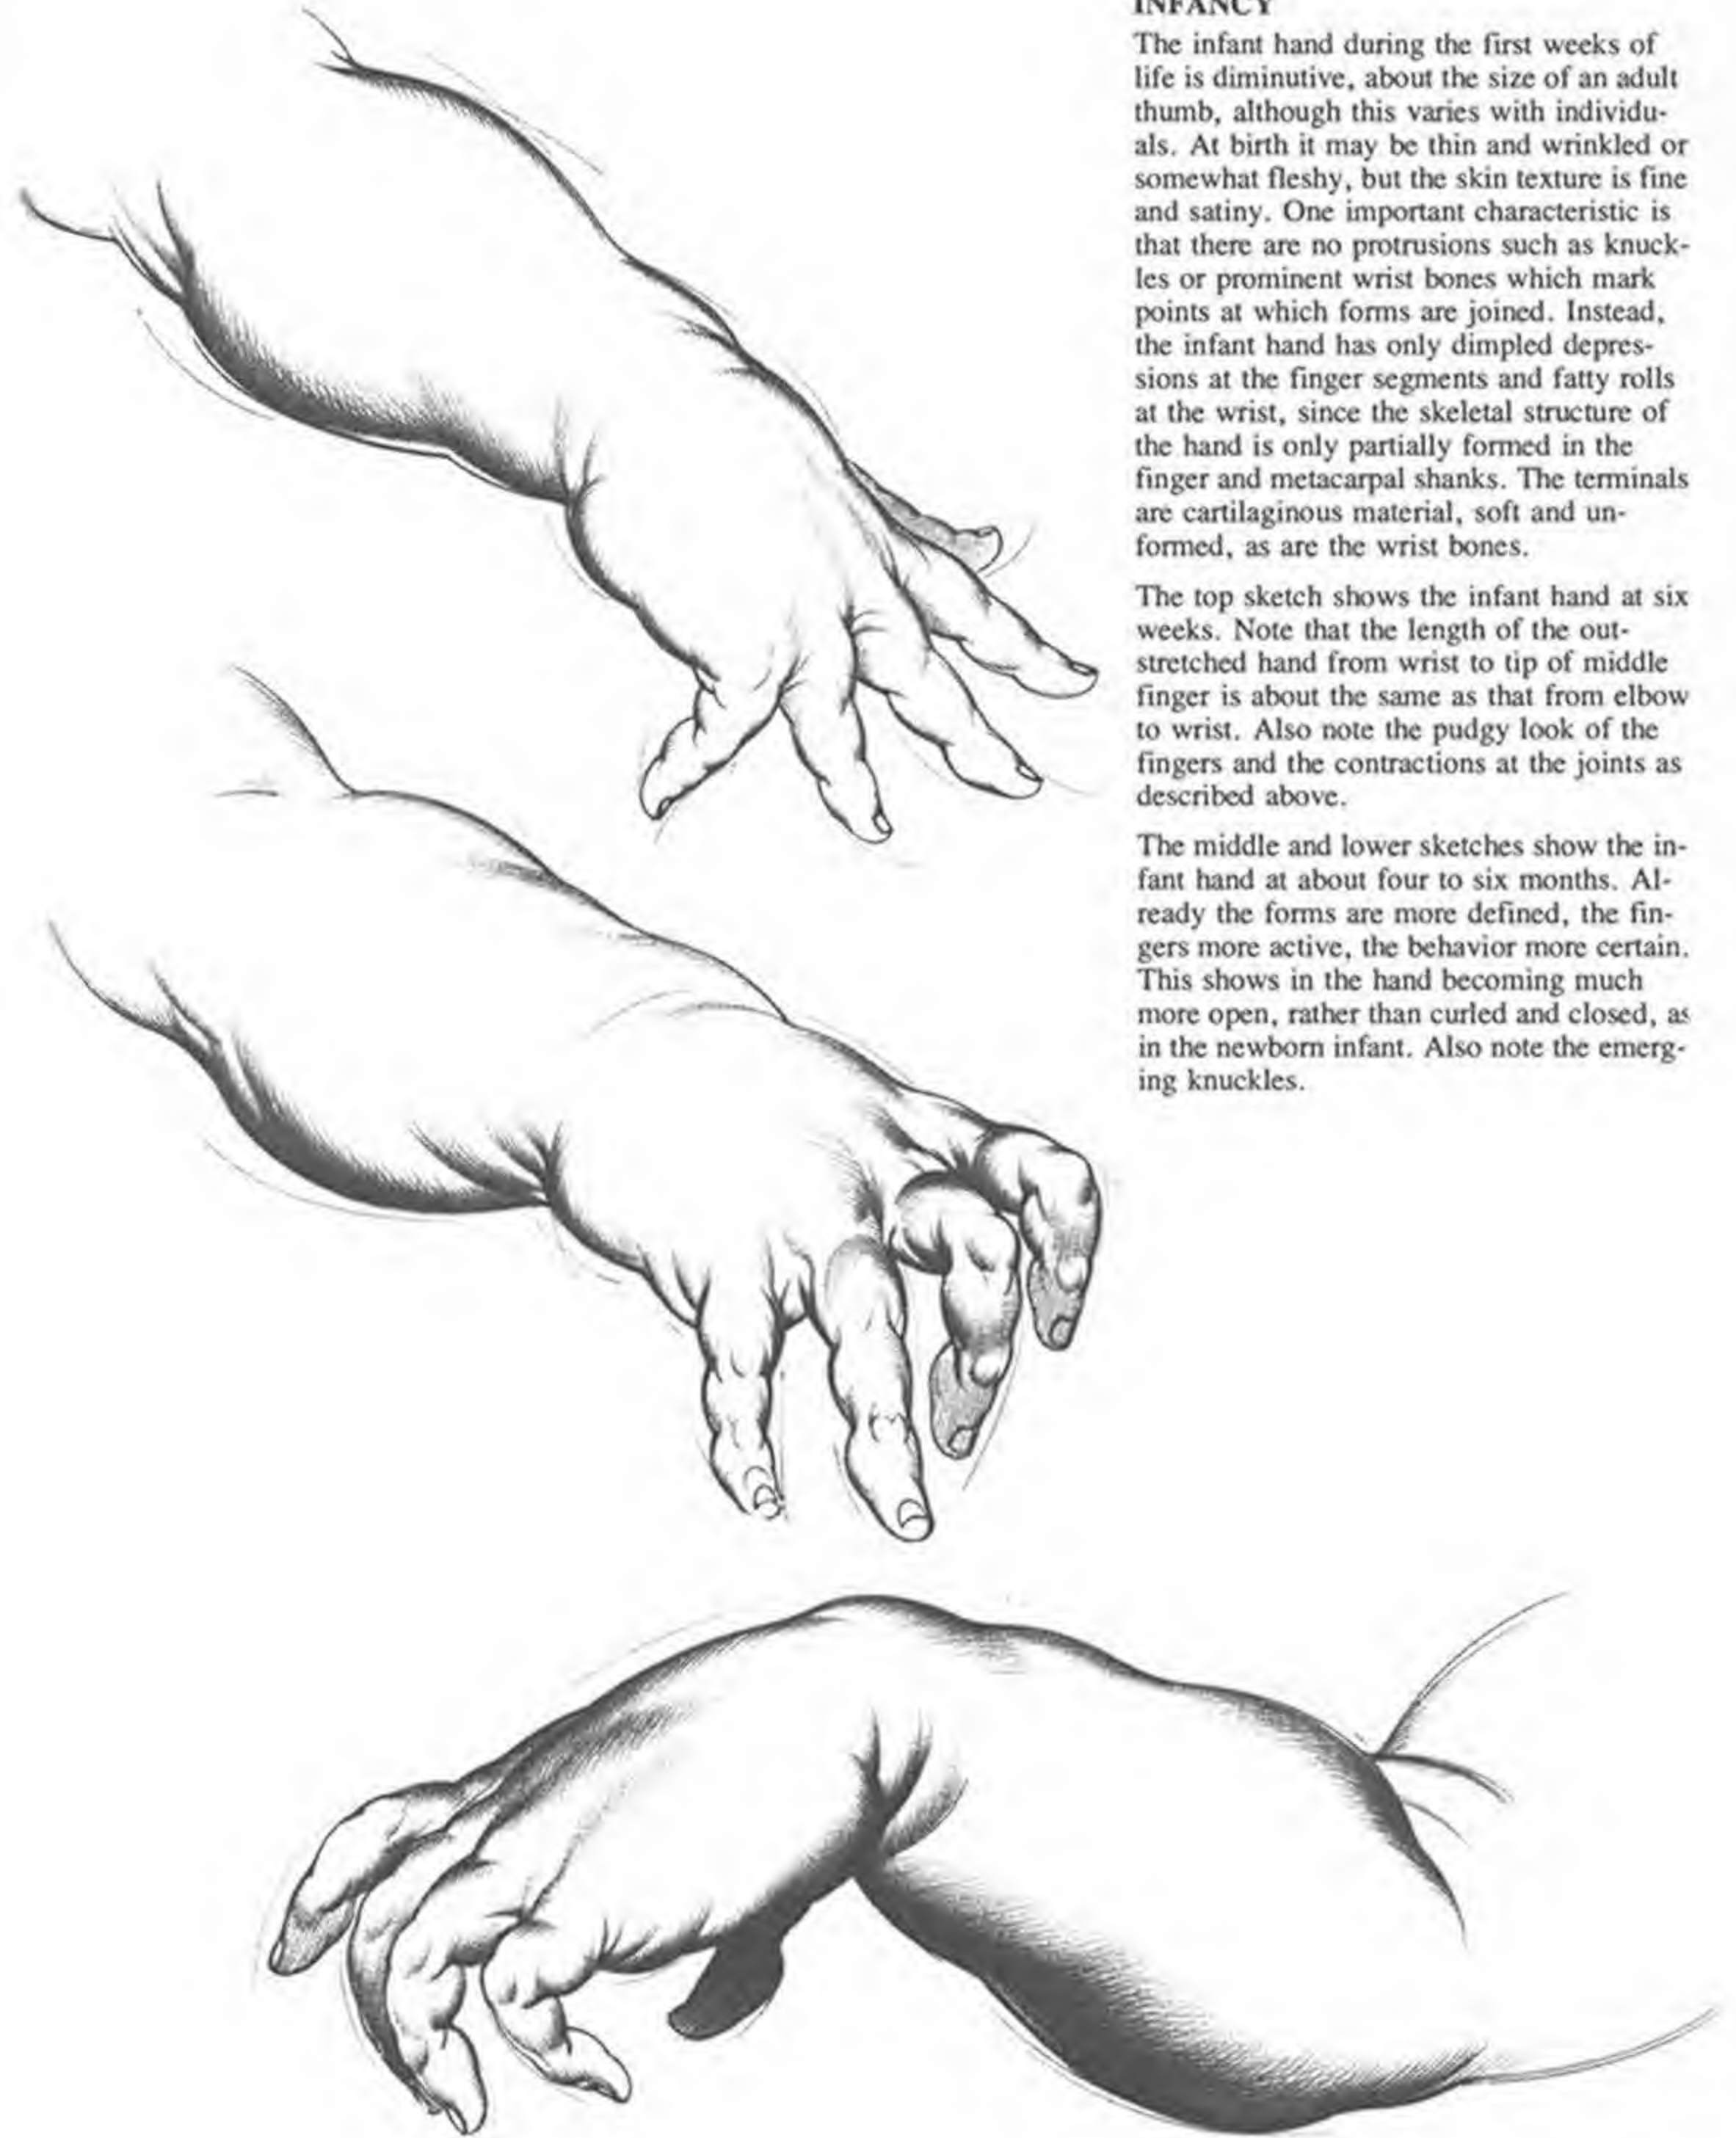 INFANCY
The infant hand during the first weeks of
life is diminutive, about the size of an adult
thumb, although this varies with individu-
als. At birth it may be thin and wrinkled or
somewhat fleshy, but the skin texture is fine
and satiny. One important characteristic is
that there are no protrusions such as knuck-
les or prominent wrist bones which mark
points at which forms are joined. Instead,
the infant hand has only dimpled depres-
sions at the finger segments and fatty rolls
at the wrist, since the skeletal structure of
the hand is only partially formed in the
finger and metacarpal shanks. The terminals
are cartilaginous material, soft and un-
formed, as are the wrist bones.
The top sketch shows the infant hand at six
weeks. Note that the length of the out-
stretched hand from wrist to tip of middle
finger is about the same as that from elbow
to wrist. Also note the pudgy look of the
fingers and the contractions at the joints as
described above.
The middle and lower sketches show the in-
fant hand at about four to six months. Al-
ready the forms are more defined, the fin-
gers more active, the behavior more certain.
This shows in the hand becoming much
more open, rather than curled and closed, as
in the newborn infant. Also note the emerg-
ing knuckles.